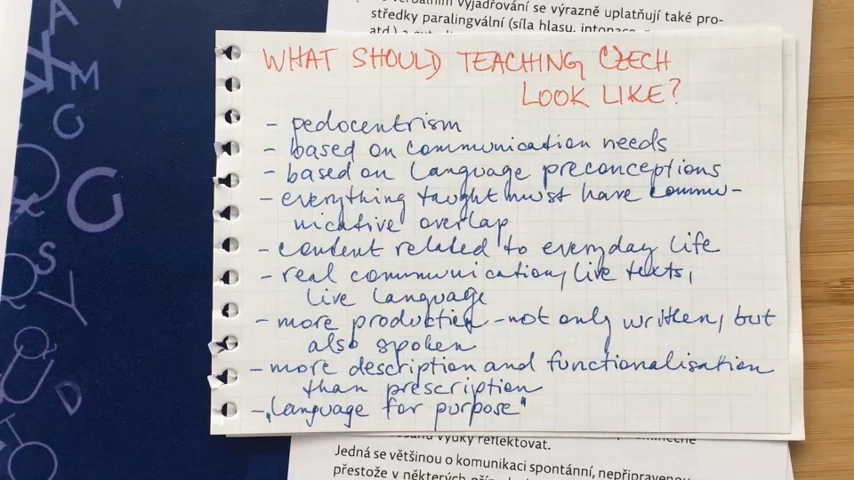 verbálním vyjadřování se výrazně uplatňují také pro-
středky paralingvální (síla hlasu, intonace,
atd.) a
WHAT SHOULD TEACHING CZECH
LOOK LIKE?
- pedocentrism
- based on communication needs
- based on language preconceptions
- everything taught must have commu-
nicative overlap
- content related to everyday life
- real communication, live texts,
live language
- more production - not only written, but
also spoken
- more description and functionalisation
than prescription
- „language for purpose"
výuky reflektovat.
Jedná se většinou o komunikaci spontánní, nepřipravenou
přestože v některých